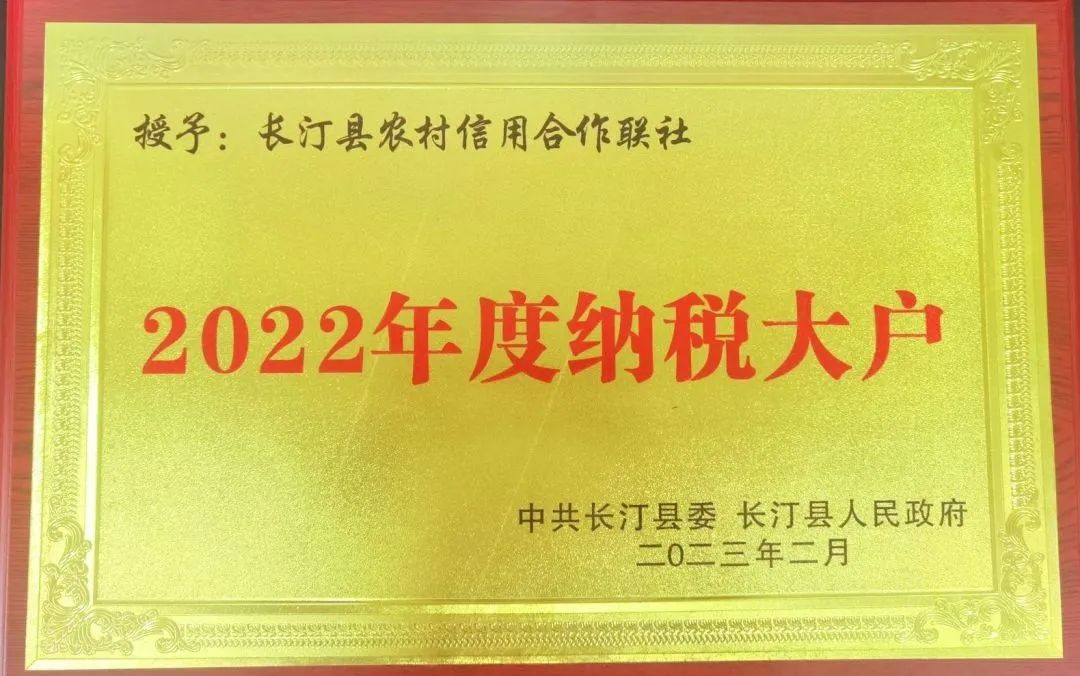 授予：长汀县农村信用合作联社
2022年度纳税大户
中共长汀县委 长汀县人民政府
二〇二三年二月